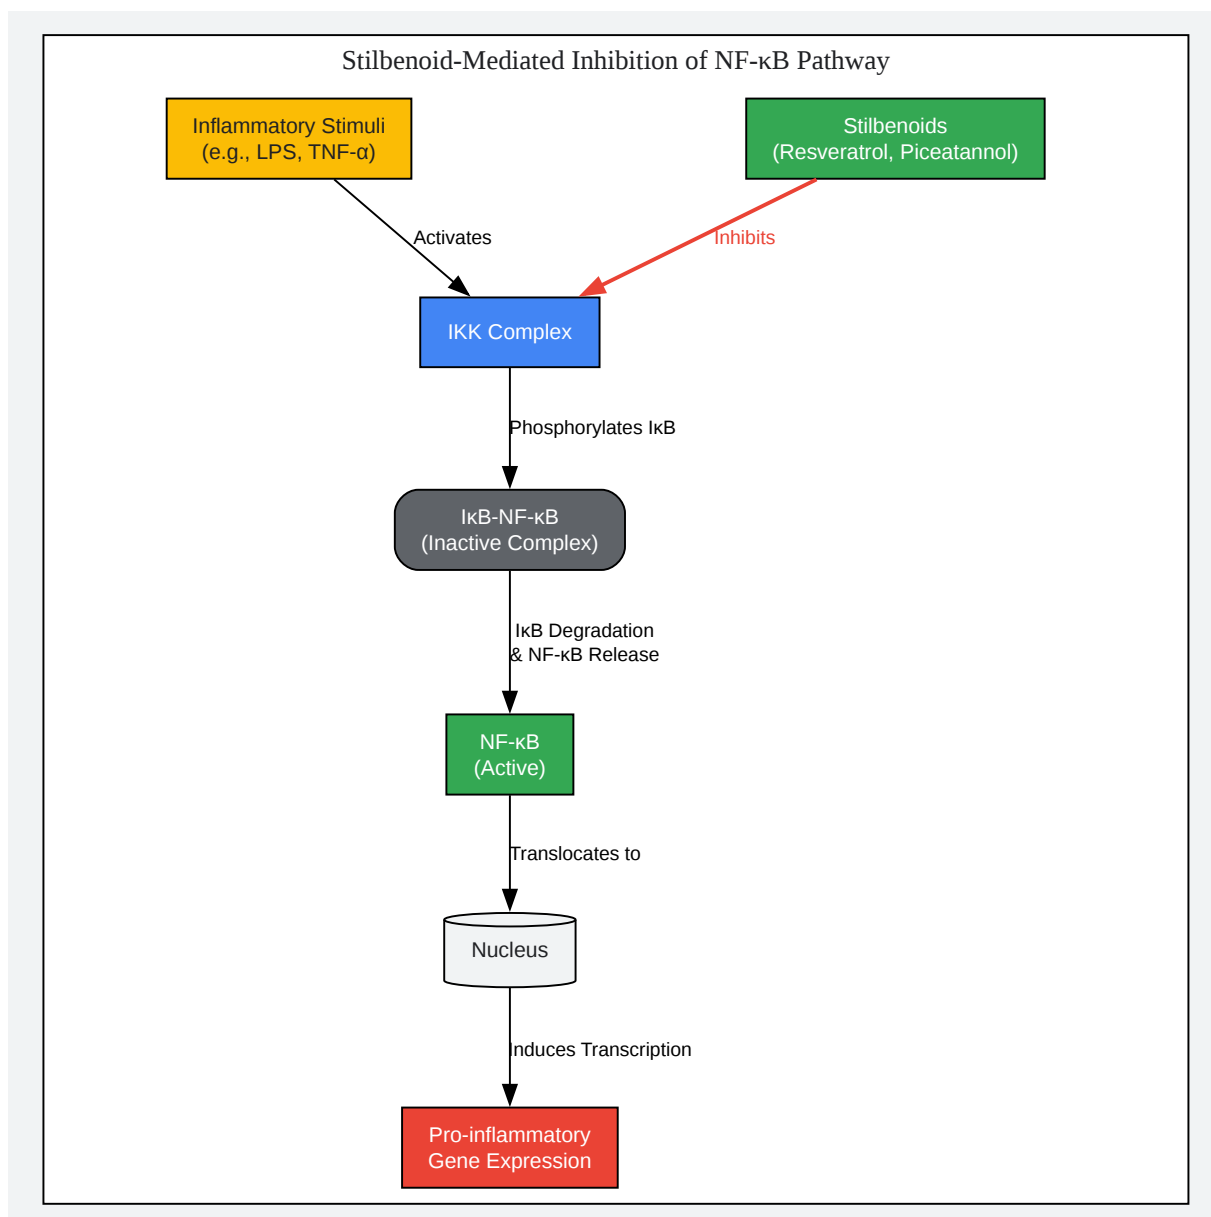 Stilbenoid-Mediated Inhibition of NF-κB Pathway
Inflammatory Stimuli
(e.g., LPS, TNF-α)
Stilbenoids
(Resveratrol, Piceatannol)
Activates
Inhibits
IKK Complex
Phosphorylates IκB
IκB-NF-κB
(Inactive Complex)
IκB Degradation
& NF-κB Release
NF-κB
(Active)
Translocates to
Nucleus
Induces Transcription
Pro-inflammatory
Gene Expression